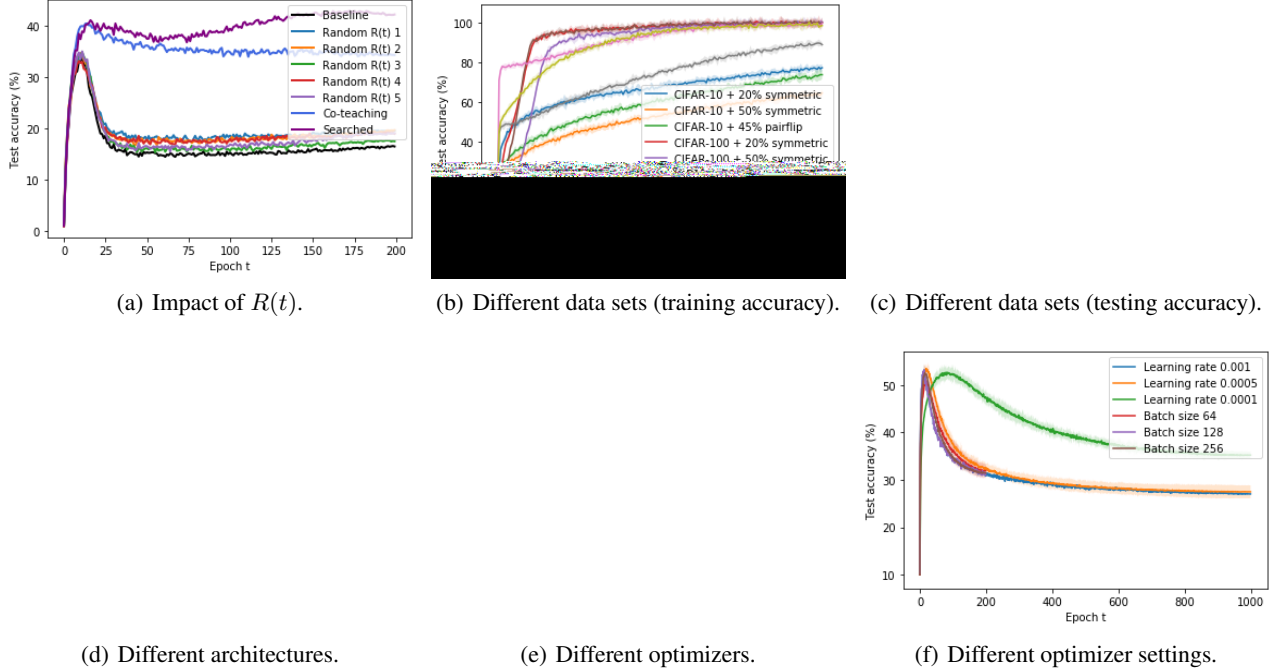 40
30
20
10
0
Test accuracy (%)
0 25 50 75 100 125 150 175 200
Epoch t
Baseline
Random R(t) 1
Random R(t) 2
Random R(t) 3
Random R(t) 4
Random R(t) 5
Co-teaching
Searched
(a) Impact of R(t).
100
80
60
40
Test accuracy (%)
CIFAR-10 + 20% symmetric
CIFAR-10 + 50% symmetric
CIFAR-10 + 45% pairflip
CIFAR-100 + 20% symmetric
CIFAR-100 + 50% symmetric
(b) Different data sets (training accuracy).
(c) Different data sets (testing accuracy).
(d) Different architectures.
(e) Different optimizers.
50
40
30
20
10
Test accuracy (%)
0 200 400 600 800 1000
Epoch t
Learning rate 0.001
Learning rate 0.0005
Learning rate 0.0001
Batch size 64
Batch size 128
Batch size 256
(f) Different optimizer settings.